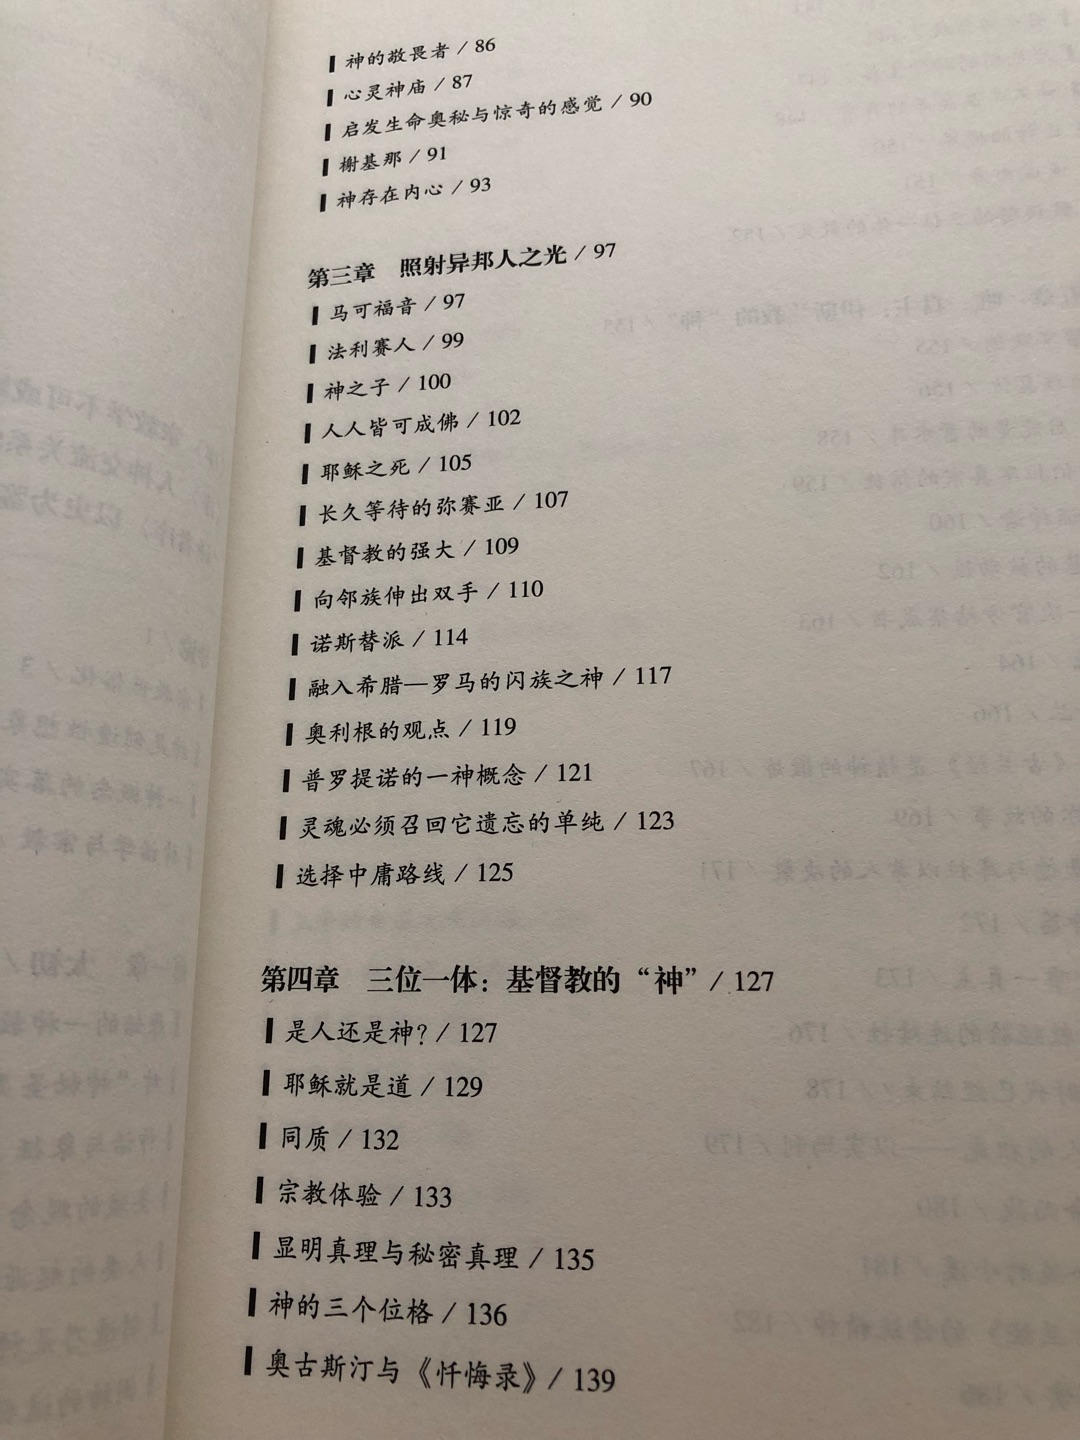 神的敬畏者 / 86
心灵神庙 / 87
启发生命奥秘与惊奇的感觉 / 90
榭基那 / 91
神存在内心 / 93
第三章 照射异邦人之光 / 97
马可福音 / 97
法利赛人 / 99
神之子 / 100
人人皆可成佛 / 102
耶稣之死 / 105
长久等待的弥赛亚 / 107
基督教的强大 / 109
向邻族伸出双手 / 110
诺斯替派 / 114
融入希腊—罗马的闪族之神 / 117
奥利根的观点 / 119
普罗提诺的一神概念 / 121
灵魂必须召回它遗忘的单纯 / 123
选择中庸路线 / 125
第四章 三位一体：基督教的“神” / 127
是人还是神？ / 127
耶稣就是道 / 129
同质 / 132
宗教体验 / 133
显明真理与秘密真理 / 135
神的三个位格 / 136
奥古斯汀与《忏悔录》 / 139